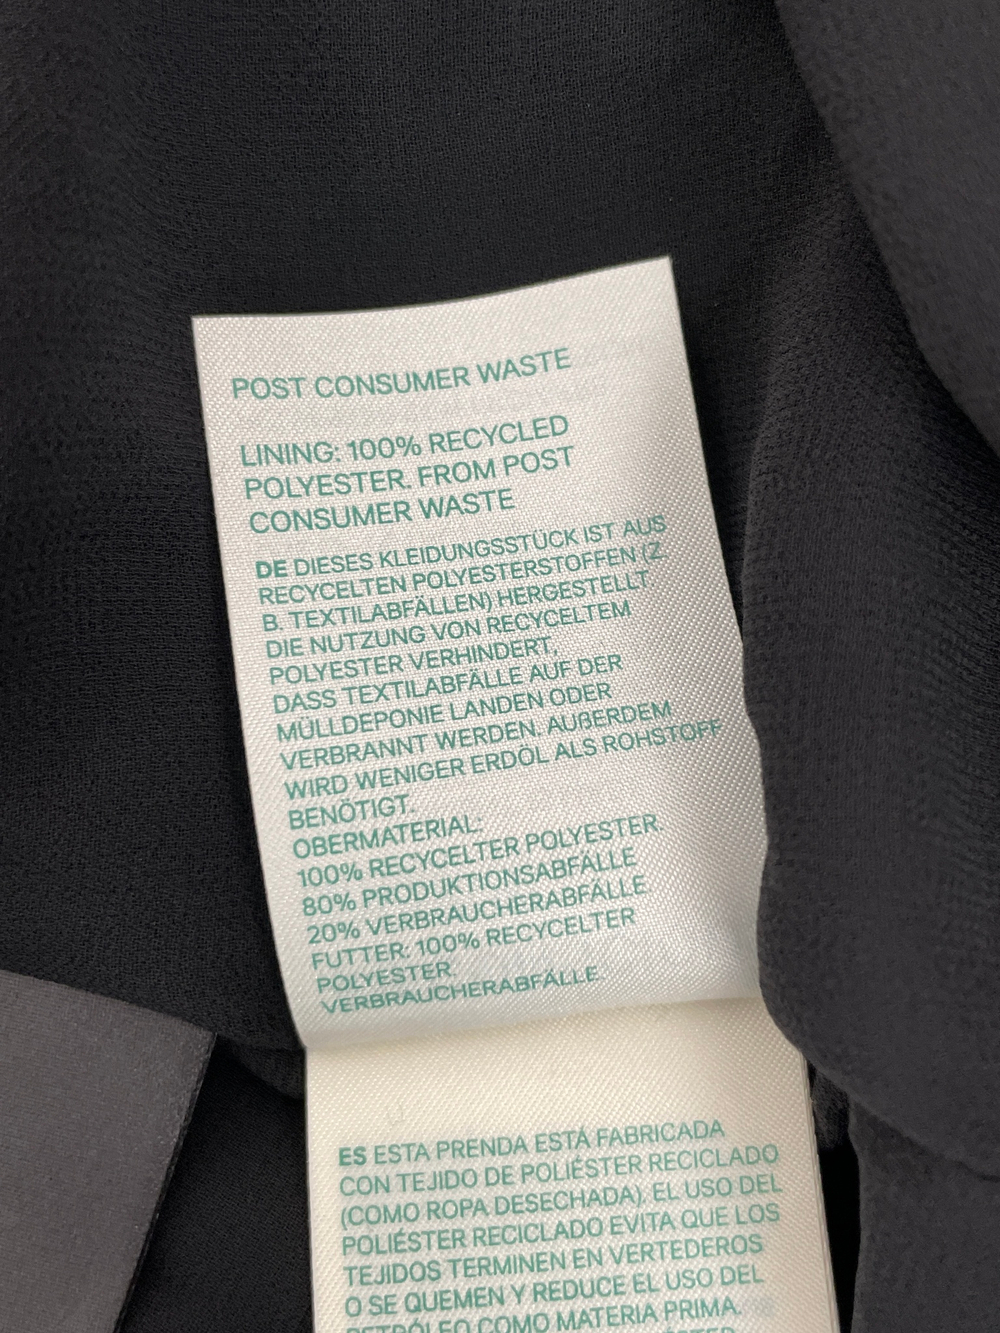 POST CONSUMER WASTE
LINING: 100% RECYCLED
POLYESTER. FROM POST
CONSUMER WASTE
DE DIESES KLEIDUNGSSTÜCK IST AUS
RECYCELTEN POLYESTERSTOFFEN (Z.
B. TEXTILABFÄLLEN) HERGESTELLT
DIE NUTZUNG VON RECYCELTEM
POLYESTER VERHINDERT,
DASS TEXTILABFÄLLE AUF DER
MÜLLDEPONIE LANDEN ODER
VERBRANNT WERDEN. AUßERDEM
WIRD WENIGER ERDÖL ALS ROHSTOFF
BENÖTIGT.
OBERMATERIAL:
100% RECYCELTER POLYESTER.
80% PRODUKTIONSABFÄLLE
20% VERBRAUCHERABFÄLLE
FUTTER: 100% RECYCELTER
POLYESTER.
VERBRAUCHERABFÄLLE.
ES ESTA PRENDA ESTÁ FABRICADA
CON TEJIDO DE POLIÉSTER RECICLADO
(COMO ROPA DESECHADA). EL USO DEL
POLIÉSTER RECICLADO EVITA QUE LOS
TEJIDOS TERMINEN EN VERTEDEROS
O SE QUEMEN Y REDUCE EL USO DEL
PETRÓLEO COMO MATERIA PRIMA.